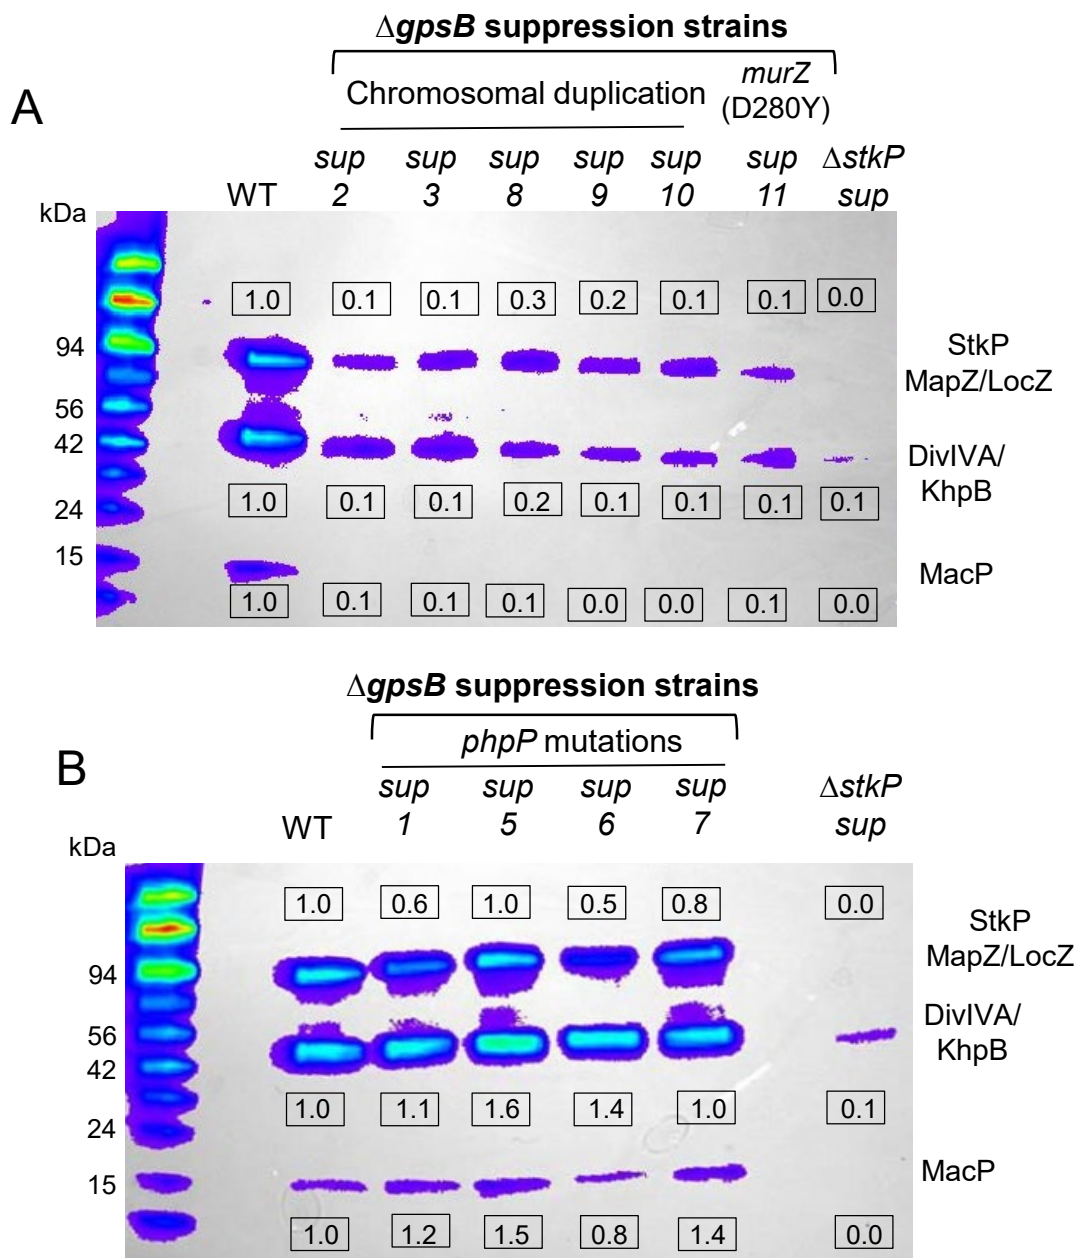 ΔgpsB suppression strains
A
Chromosomal duplication
murZ
(D280Y)
sup sup sup sup sup sup ΔstkP
WT 2 3 8 9 10 11 sup
kDa
1.0 0.1 0.1 0.3 0.2 0.1 0.1 0.0
94
StkP
MapZ/LocZ
56
42
DivIVA/
KhpB
1.0 0.1 0.1 0.2 0.1 0.1 0.1 0.1
24
15
MacP
1.0 0.1 0.1 0.1 0.0 0.0 0.1 0.0
ΔgpsB suppression strains
B
phpP mutations
sup sup sup sup ΔstkP
WT 1 5 6 7 sup
kDa
1.0 0.6 1.0 0.5 0.8 0.0
StkP
MapZ/LocZ
94
DivIVA/
KhpB
56
42
1.0 1.1 1.6 1.4 1.0 0.1
24
MacP
15
1.0 1.2 1.5 0.8 1.4 0.0